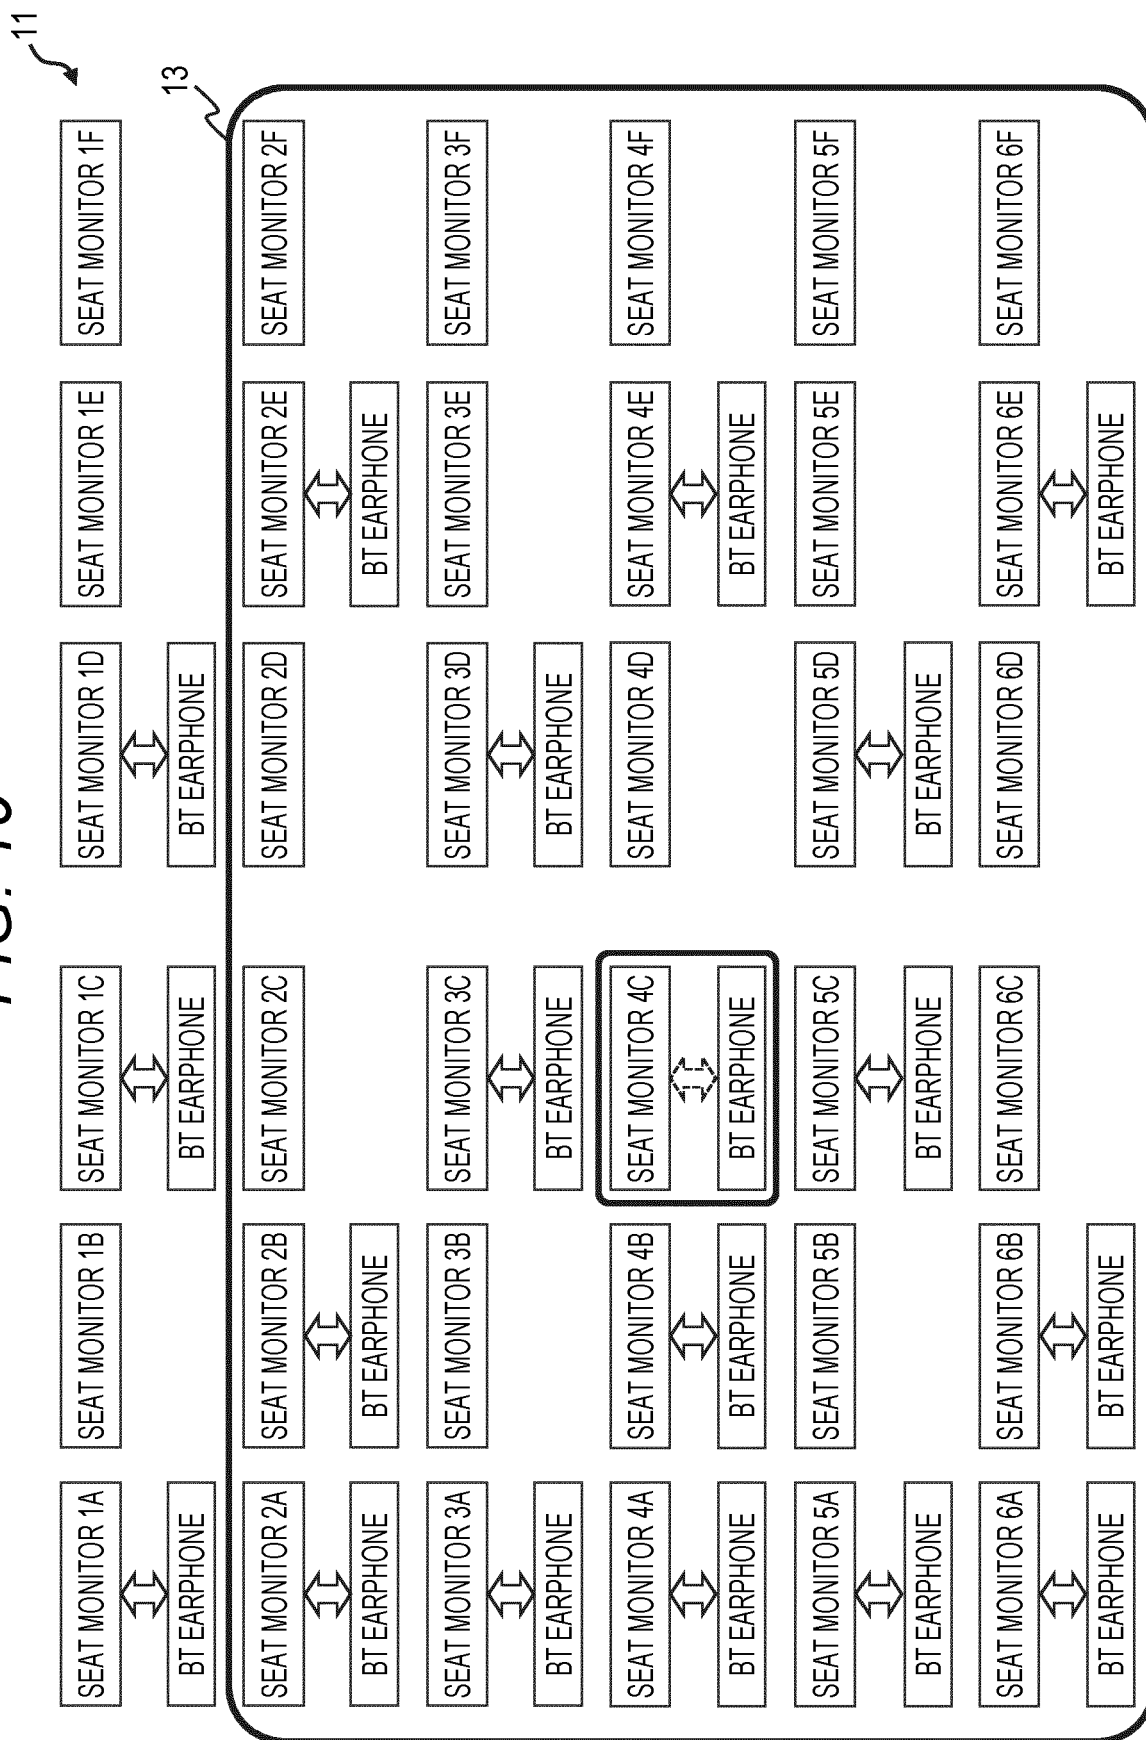 11
SEAT MONITOR 1A
SEAT MONITOR 1B
SEAT MONITOR 1C
SEAT MONITOR 1D
SEAT MONITOR 1E
SEAT MONITOR 1F
BT EARPHONE
BT EARPHONE
BT EARPHONE
13
SEAT MONITOR 2A
SEAT MONITOR 2B
SEAT MONITOR 2C
SEAT MONITOR 2D
SEAT MONITOR 2E
SEAT MONITOR 2F
BT EARPHONE
BT EARPHONE
BT EARPHONE
SEAT MONITOR 3A
SEAT MONITOR 3B
SEAT MONITOR 3C
SEAT MONITOR 3D
SEAT MONITOR 3E
SEAT MONITOR 3F
BT EARPHONE
BT EARPHONE
BT EARPHONE
SEAT MONITOR 4A
SEAT MONITOR 4B
SEAT MONITOR 4C
SEAT MONITOR 4D
SEAT MONITOR 4E
SEAT MONITOR 4F
BT EARPHONE
BT EARPHONE
BT EARPHONE
BT EARPHONE
SEAT MONITOR 5A
SEAT MONITOR 5B
SEAT MONITOR 5C
SEAT MONITOR 5D
SEAT MONITOR 5E
SEAT MONITOR 5F
BT EARPHONE
BT EARPHONE
BT EARPHONE
SEAT MONITOR 6A
SEAT MONITOR 6B
SEAT MONITOR 6C
SEAT MONITOR 6D
SEAT MONITOR 6E
SEAT MONITOR 6F
BT EARPHONE
BT EARPHONE
BT EARPHONE